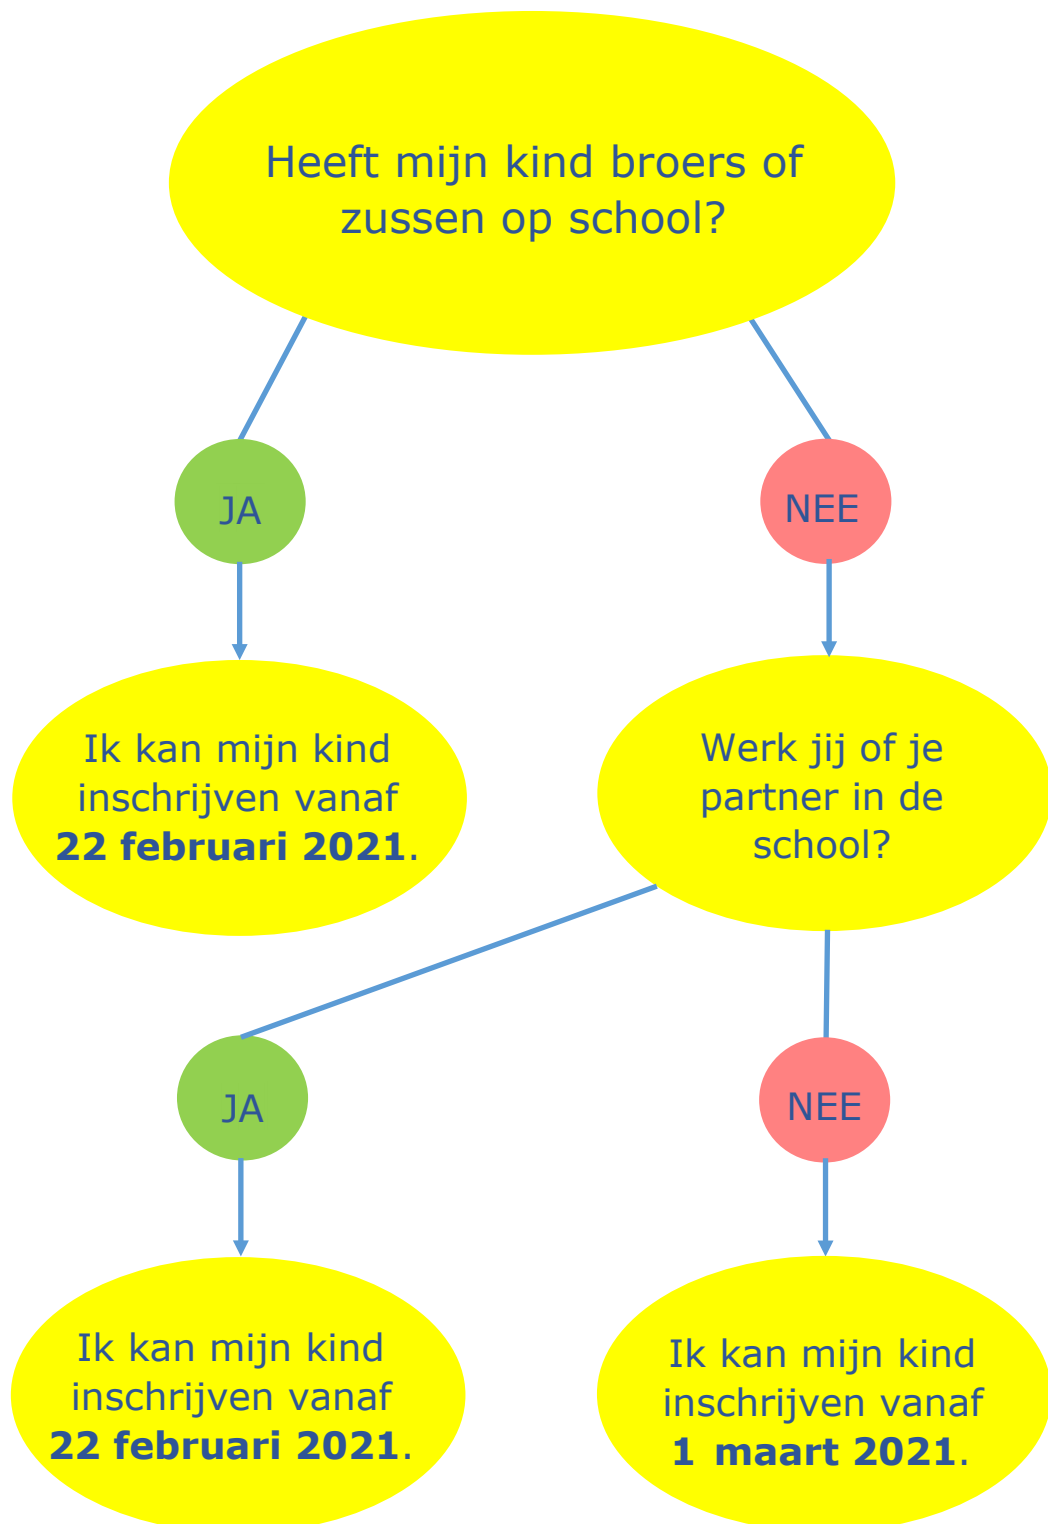 Heeft mijn kind broers of
zussen op school?
JA
NEE
Ik kan mijn kind
inschrijven vanaf
22 februari 2021.
Werk jij of je
partner in de
school?
JA
NEE
Ik kan mijn kind
inschrijven vanaf
22 februari 2021.
Ik kan mijn kind
inschrijven vanaf
1 maart 2021.